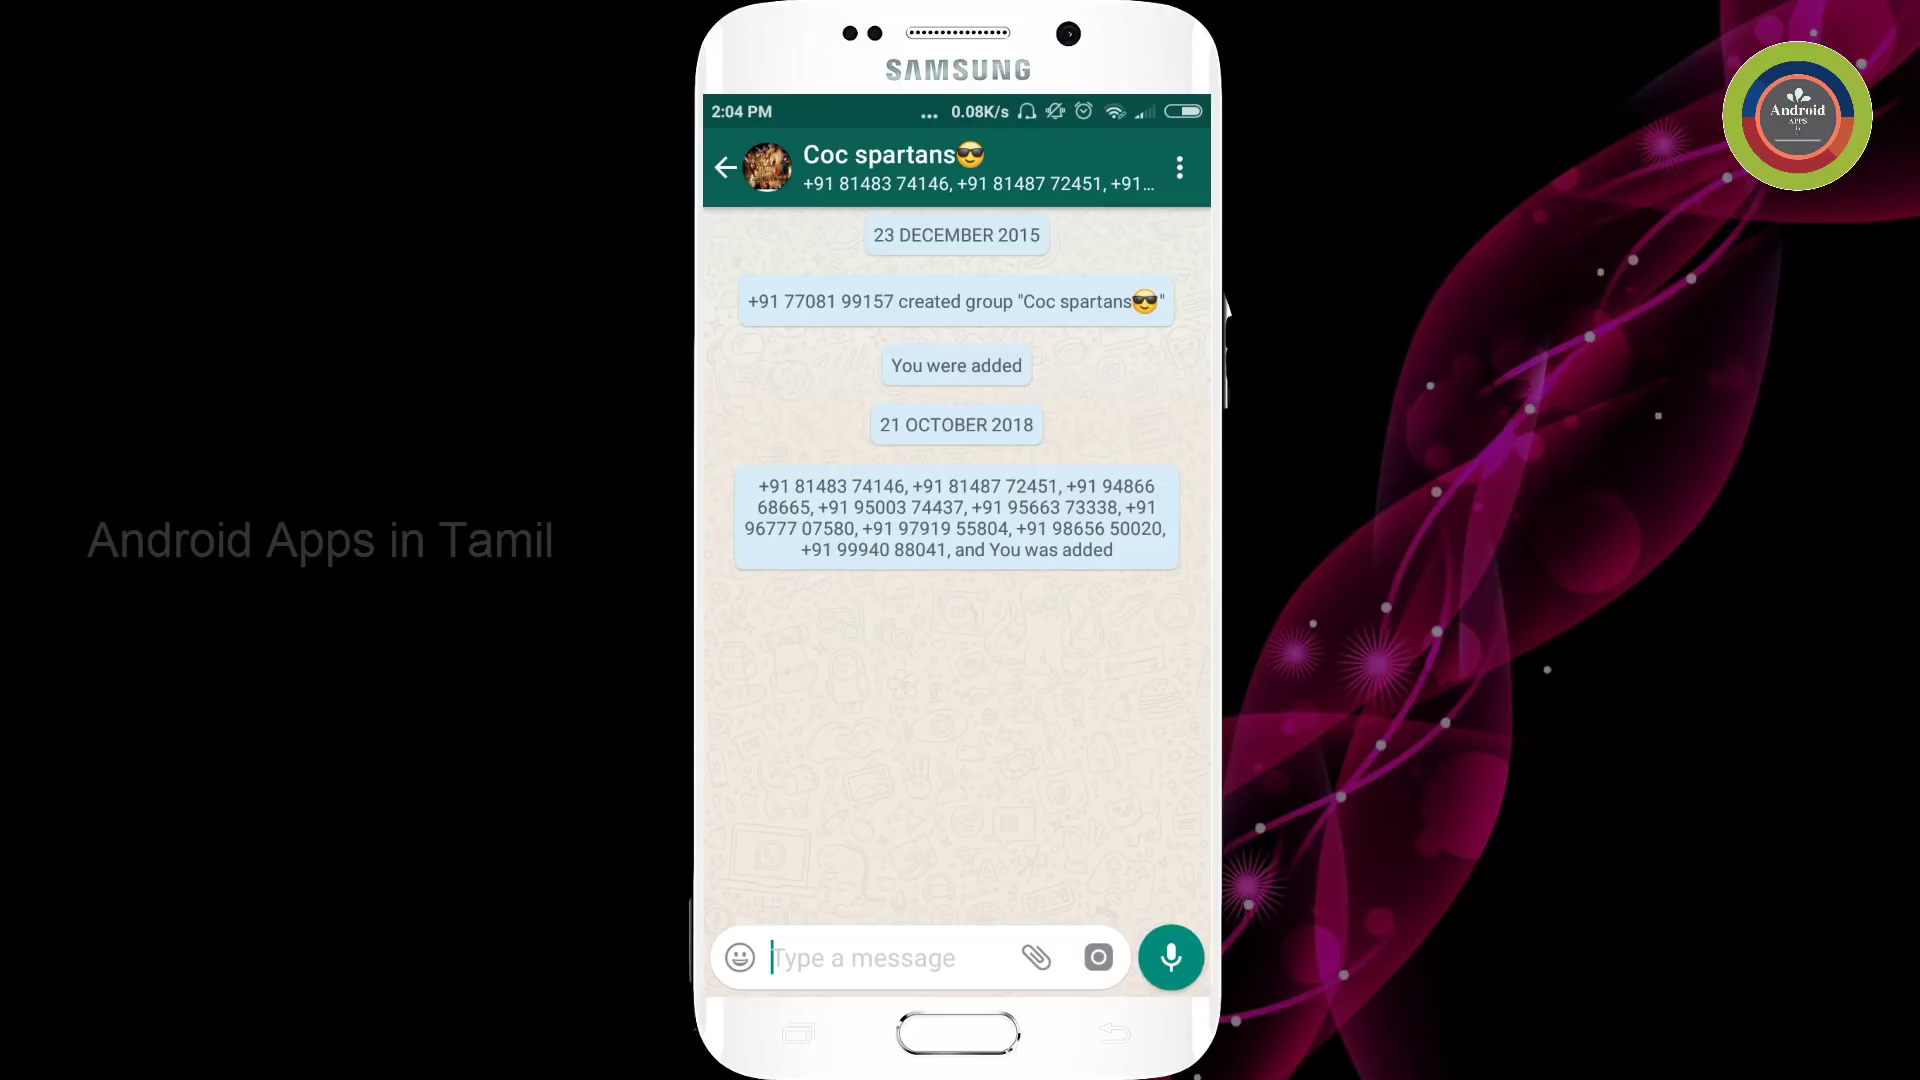 SAMSUNG
2:04 PM
... 0.08K/s
Coc spartans😎
+91 81483 74146, +91 81487 72451, +91...
23 DECEMBER 2015
+91 77081 99157 created group "Coc spartans😎"
You were added
21 OCTOBER 2018
+91 81483 74146, +91 81487 72451, +91 94866
68665, +91 95003 74437, +91 95663 73338, +91
96777 07580, +91 97919 55804, +91 98656 50020,
+91 99940 88041, and You was added
Type a message
Android Apps in Tamil
Android
APPS